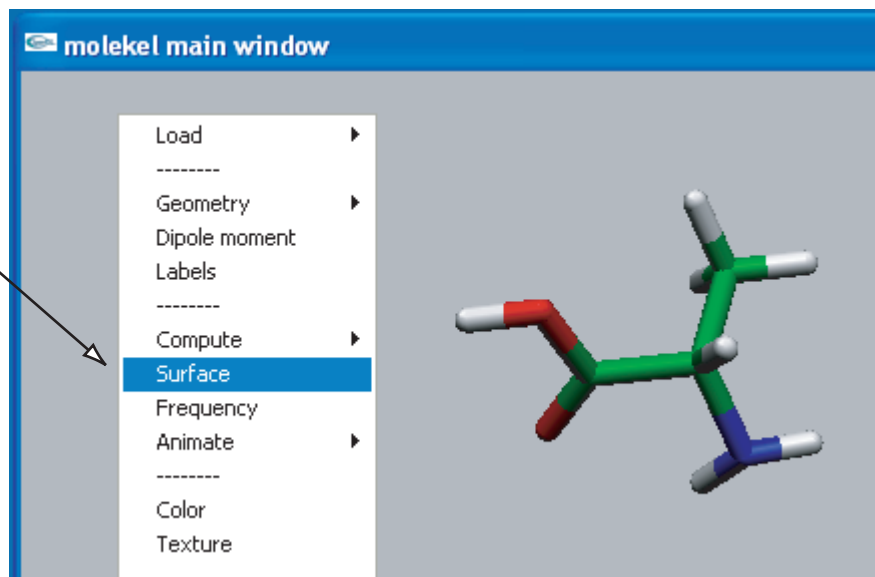 molekel main window
Load
--------
Geometry
Dipole moment
Labels
--------
Compute
Surface
Frequency
Animate
--------
Color
Texture